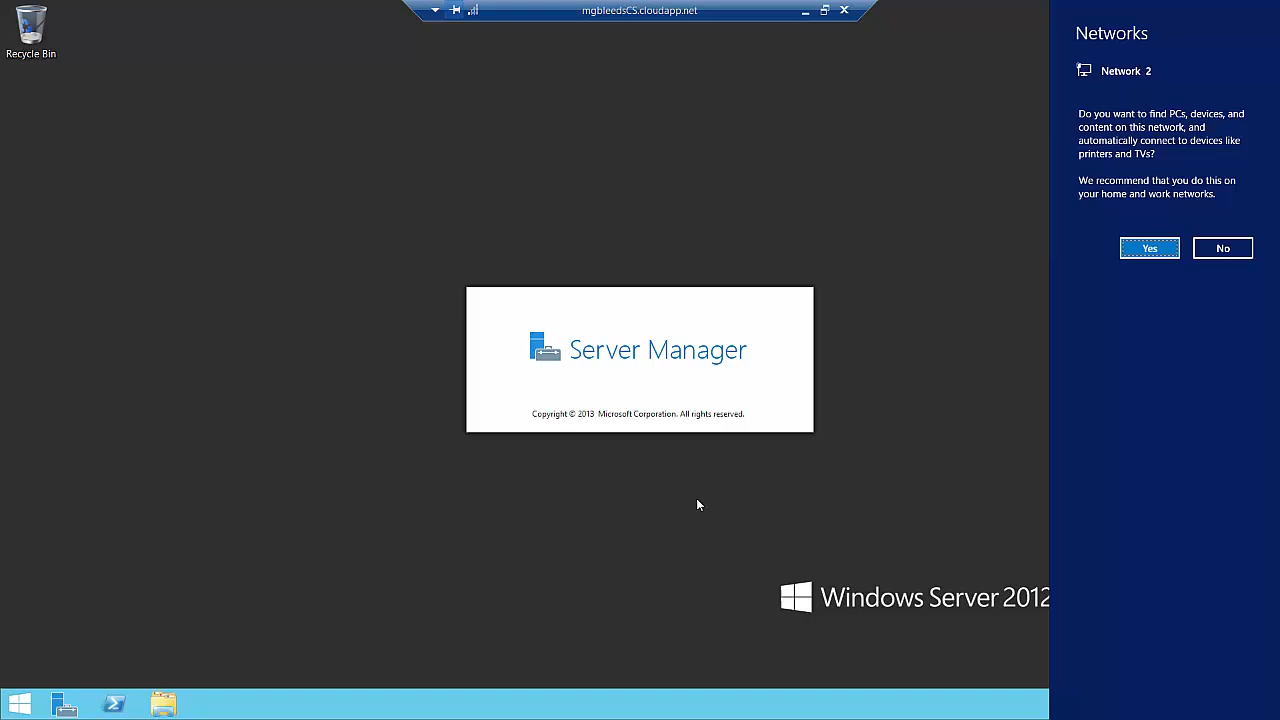 mgbleedsCS.cloudapp.net
Recycle Bin
Networks
Network 2
Do you want to find PCs, devices, and
content on this network, and
automatically connect to devices like
printers and TVs?
We recommend that you do this on
your home and work networks.
Yes
No
Server Manager
Copyright © 2013 Microsoft Corporation. All rights reserved.
Windows Server 2012